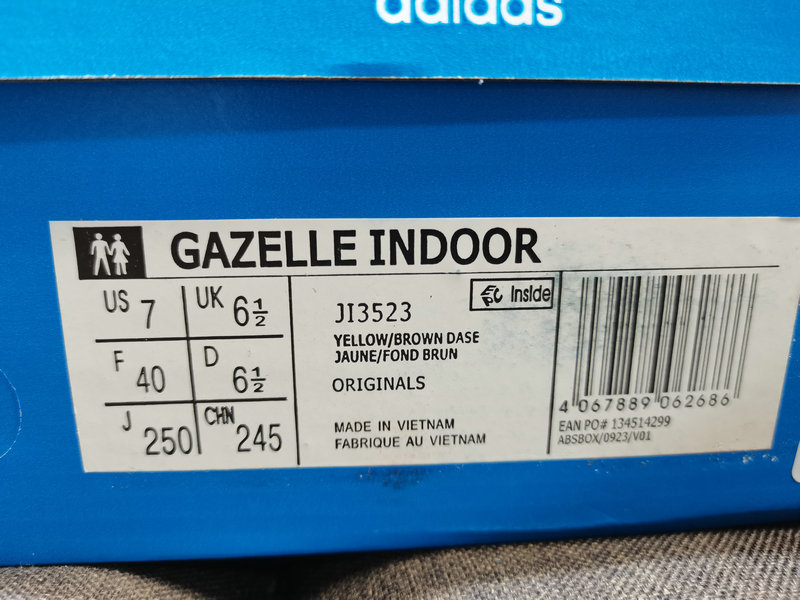 adidas
GAZELLE INDOOR
US 7
UK 6½
F 40
D 6½
J 250
CHN 245
EPC Inside
JI3523
YELLOW/BROWN DASE
JAUNE/FOND BRUN
ORIGINALS
MADE IN VIETNAM
FABRIQUE AU VIETNAM
4 067889 062686
EAN PO# 134514299
ABSBOX/0923/V01